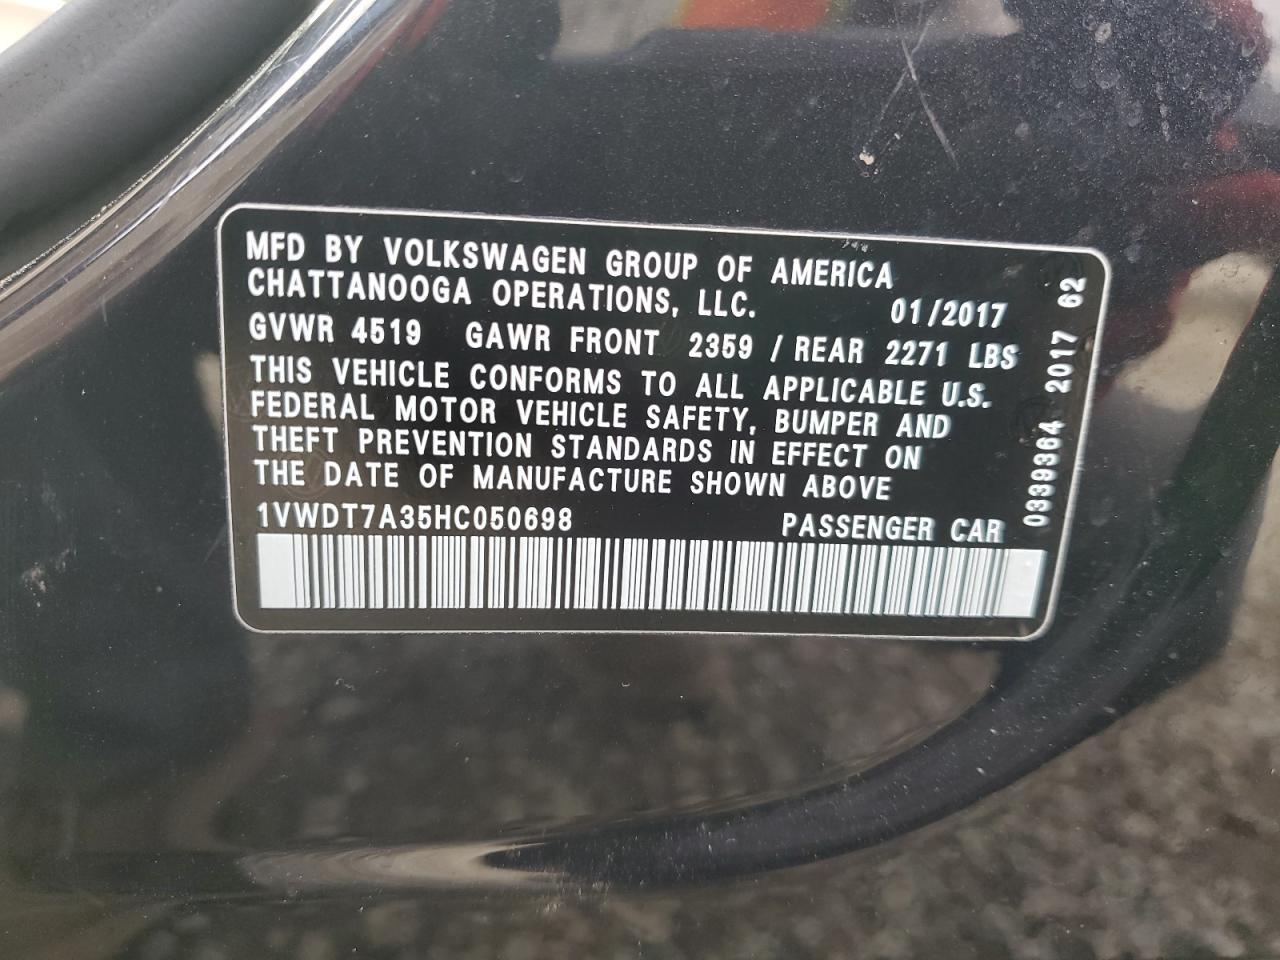 MFD BY VOLKSWAGEN GROUP OF AMERICA
CHATTANOOGA OPERATIONS, LLC. 01/2017
GVWR 4519 GAWR FRONT 2359 / REAR 2271 LBS
THIS VEHICLE CONFORMS TO ALL APPLICABLE U.S.
FEDERAL MOTOR VEHICLE SAFETY, BUMPER AND
THEFT PREVENTION STANDARDS IN EFFECT ON
THE DATE OF MANUFACTURE SHOWN ABOVE
1VWDT7A35HC050698 PASSENGER CAR
0339364 2017 62